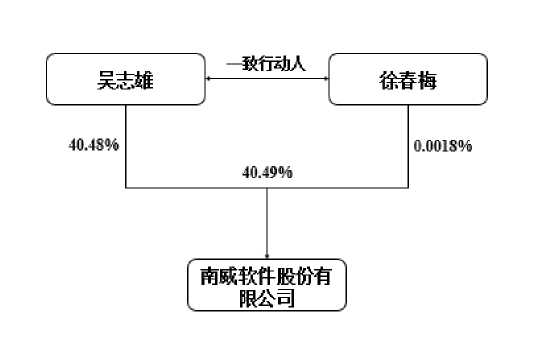 一致行动人
吴志雄
徐春梅
40.48%
0.0018%
40.49%
南威软件股份有
限公司